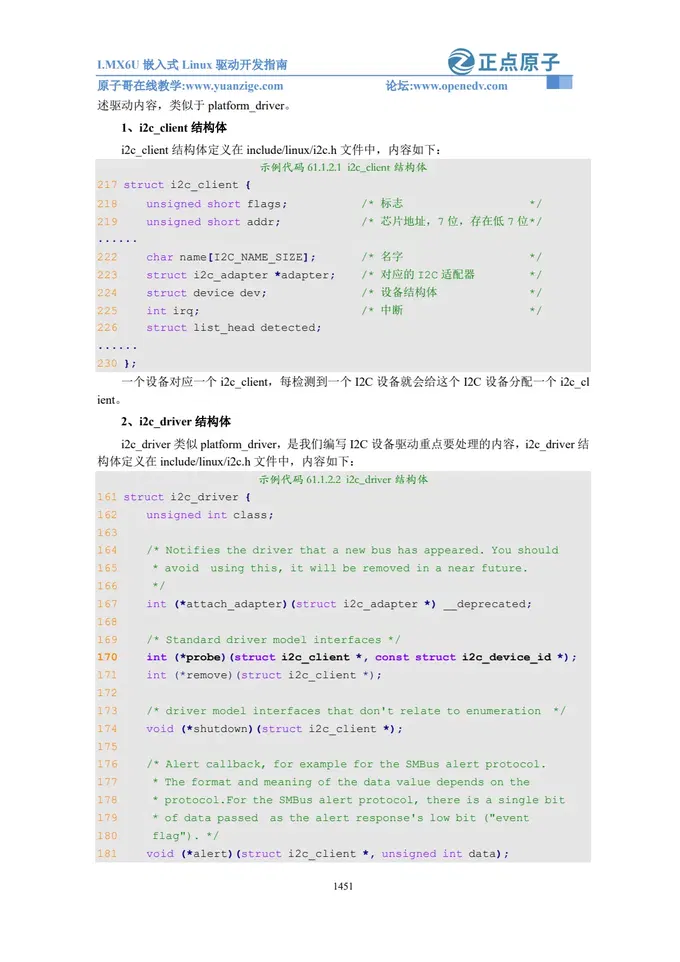 I.MX6U 嵌入式 Linux 驱动开发指南
正点原子
原子哥在线教学:www.yuanzige.com 论坛:www.openedv.com
述驱动内容，类似于 platform_driver。
1、i2c_client 结构体
i2c_client 结构体定义在 include/linux/i2c.h 文件中，内容如下：
示例代码 61.1.2.1 i2c_client 结构体
217 struct i2c_client {
218 unsigned short flags; /* 标志 */
219 unsigned short addr; /* 芯片地址，7 位，存在低 7 位*/
......
222 char name[I2C_NAME_SIZE]; /* 名字 */
223 struct i2c_adapter *adapter; /* 对应的 I2C 适配器 */
224 struct device dev; /* 设备结构体 */
225 int irq; /* 中断 */
226 struct list_head detected;
......
230 };
一个设备对应一个 i2c_client，每检测到一个 I2C 设备就会给这个 I2C 设备分配一个 i2c_cl
ient。
2、i2c_driver 结构体
i2c_driver 类似 platform_driver，是我们编写 I2C 设备驱动重点要处理的内容，i2c_driver 结
构体定义在 include/linux/i2c.h 文件中，内容如下：
示例代码 61.1.2.2 i2c_driver 结构体
161 struct i2c_driver {
162 unsigned int class;
163
164 /* Notifies the driver that a new bus has appeared. You should
165 * avoid using this, it will be removed in a near future.
166 */
167 int (*attach_adapter)(struct i2c_adapter *) __deprecated;
168
169 /* Standard driver model interfaces */
170 int (*probe)(struct i2c_client *, const struct i2c_device_id *);
171 int (*remove)(struct i2c_client *);
172
173 /* driver model interfaces that don't relate to enumeration */
174 void (*shutdown)(struct i2c_client *);
175
176 /* Alert callback, for example for the SMBus alert protocol.
177 * The format and meaning of the data value depends on the
178 * protocol.For the SMBus alert protocol, there is a single bit
179 * of data passed as the alert response's low bit ("event
180 flag"). */
181 void (*alert)(struct i2c_client *, unsigned int data);
1451